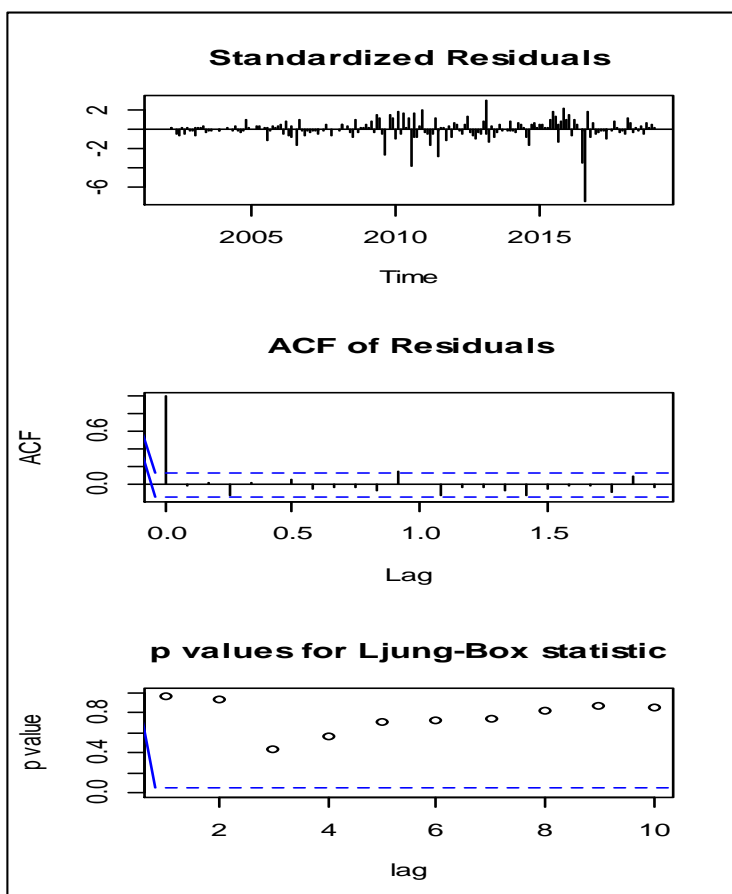 Standardized Residuals
2
-2
-6
2005 2010 2015
Time
ACF of Residuals
ACF
0.6
0.0
0.0 0.5 1.0 1.5
Lag
p values for Ljung-Box statistic
p value
0.8
0.4
0.0
2 4 6 8 10
lag